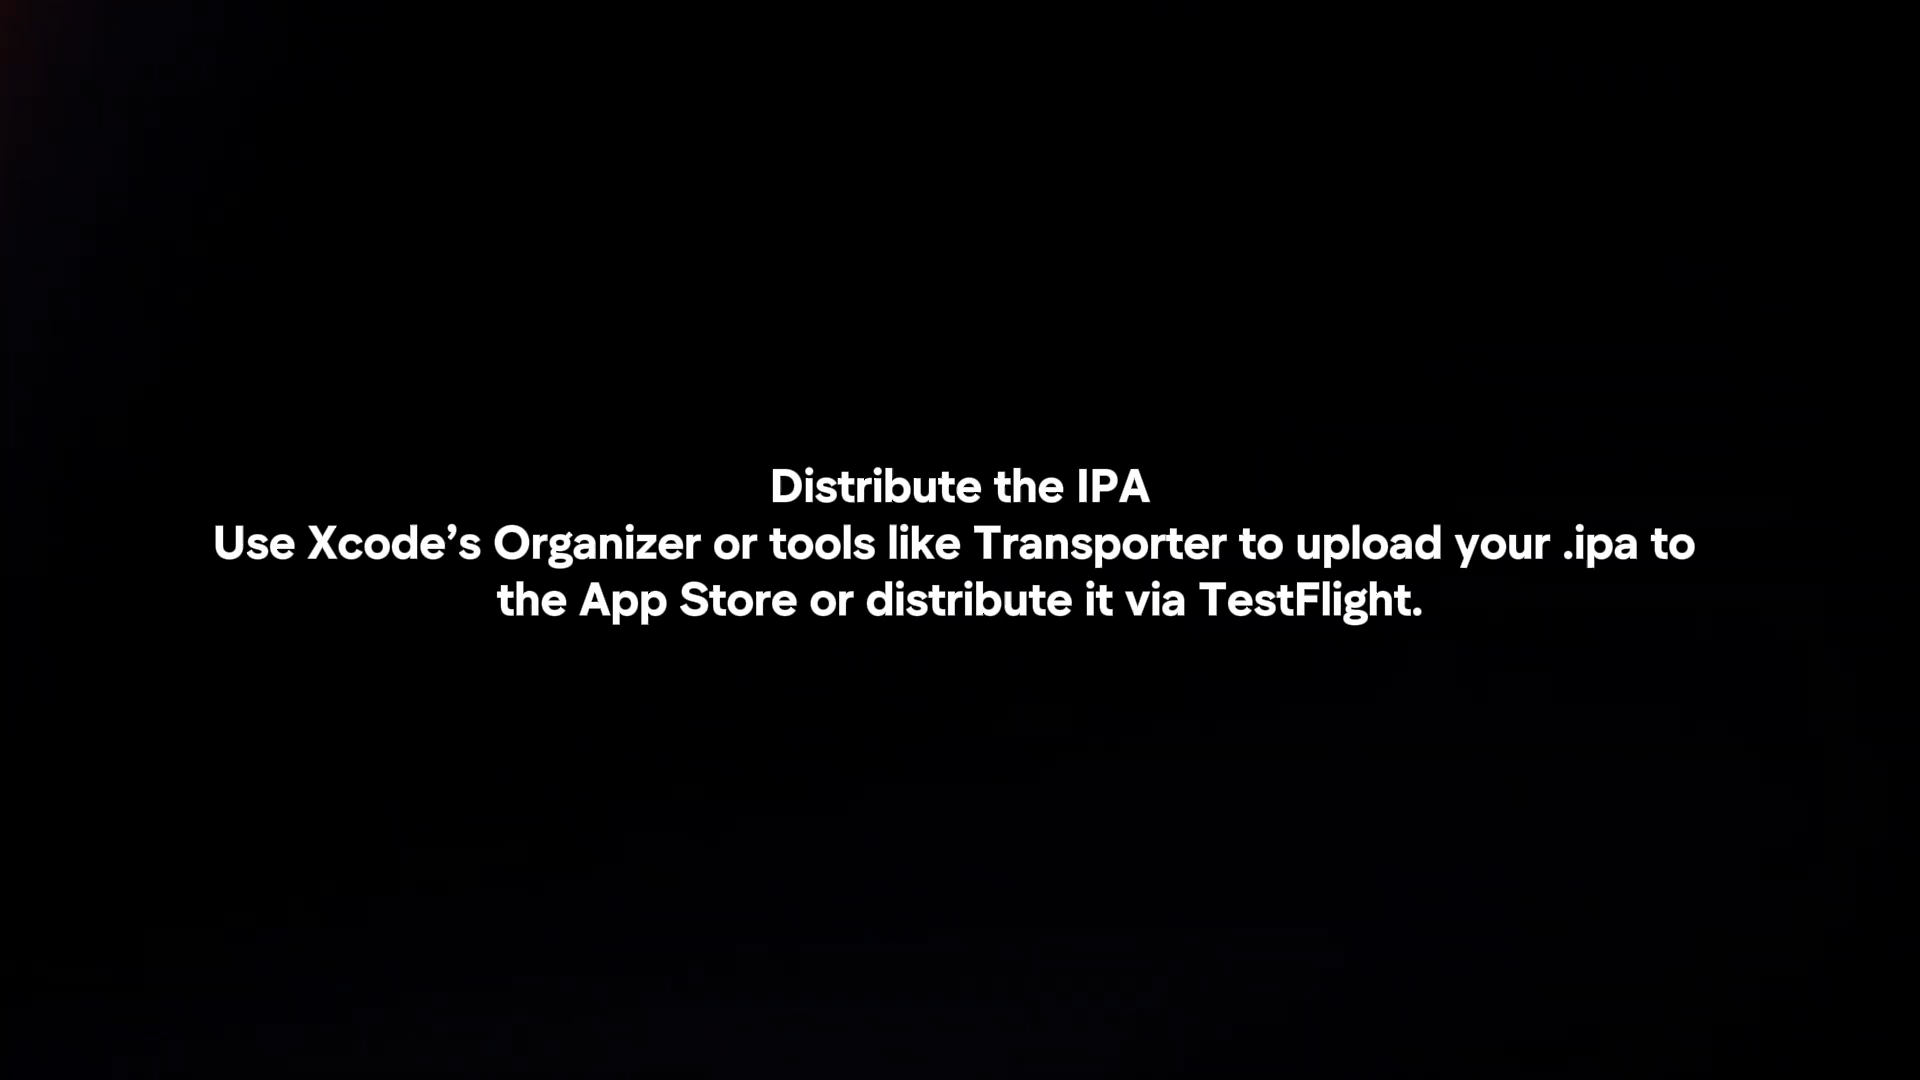 Distribute the IPA
Use Xcode’s Organizer or tools like Transporter to upload your .ipa to
the App Store or distribute it via TestFlight.